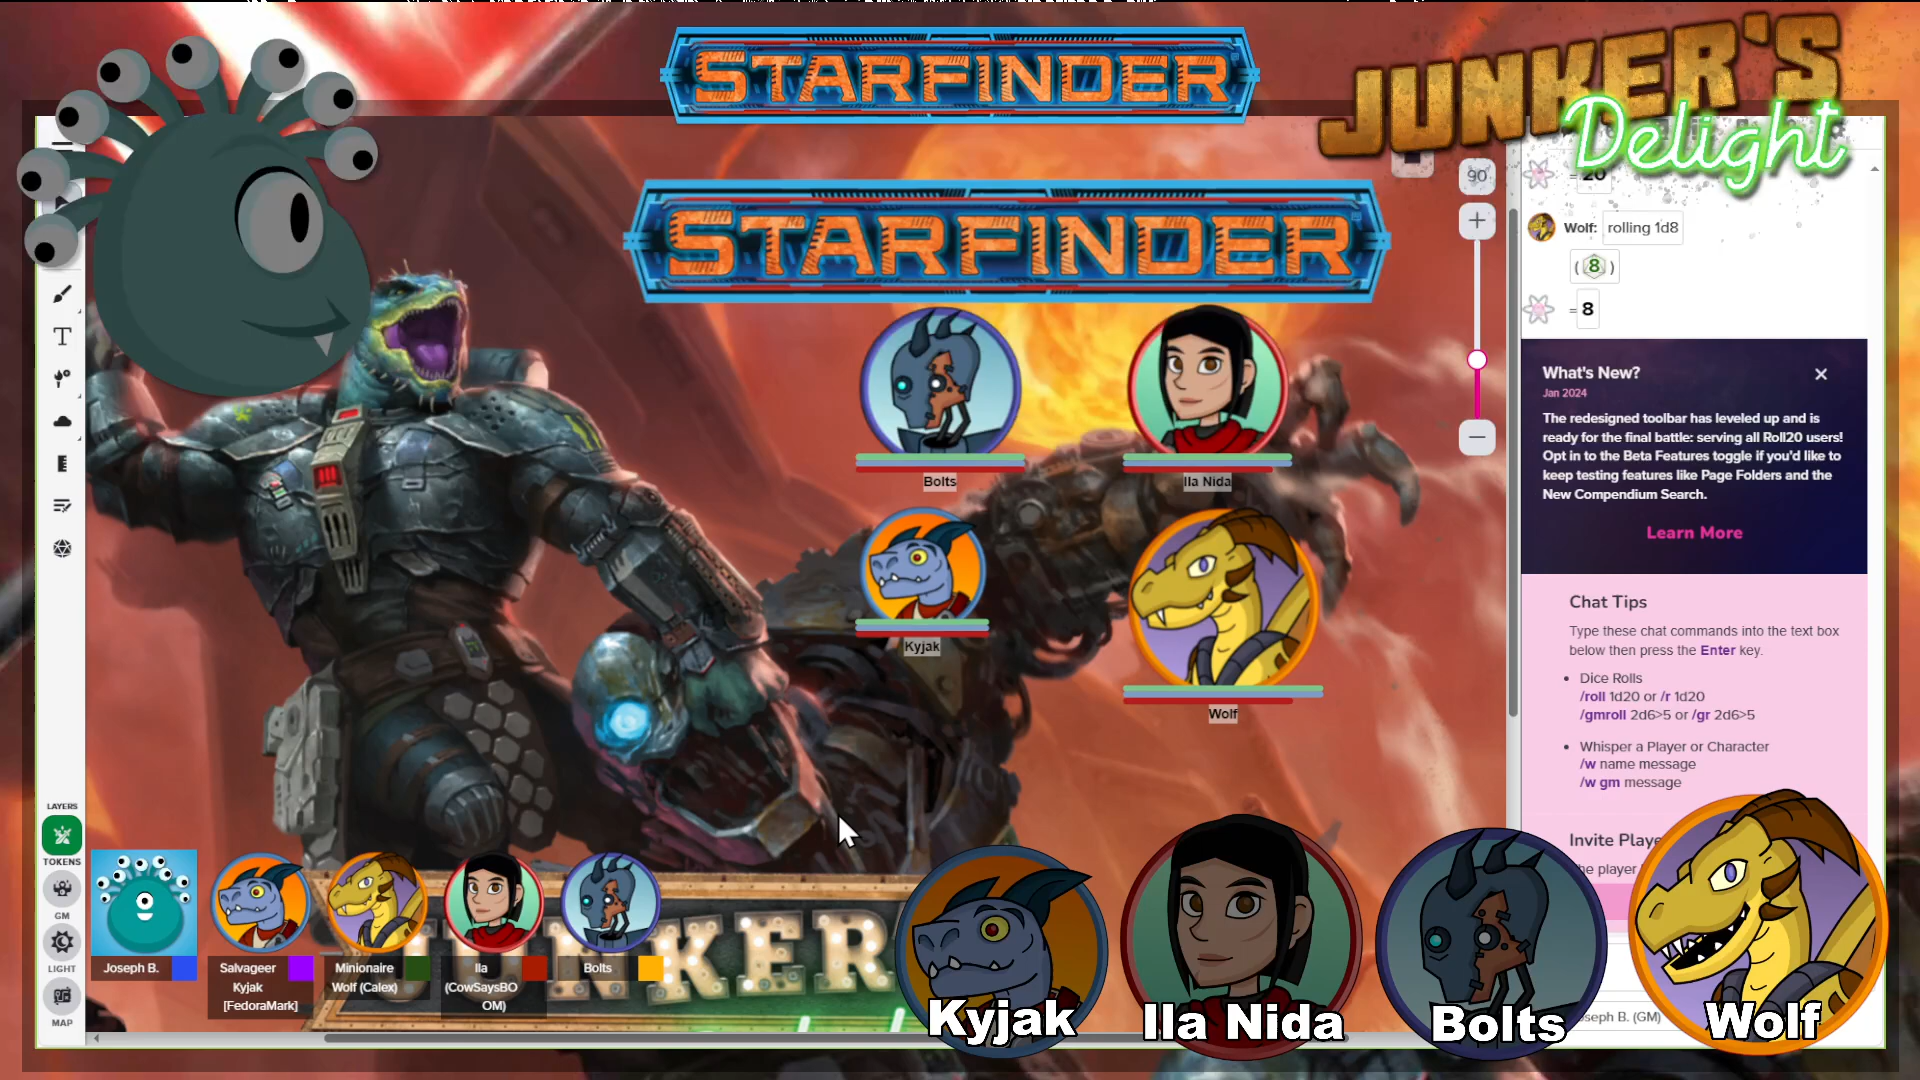 STARFINDER
JUNKER'S
Delight
STARFINDER
90
= 20
Wolf: rolling 1d8
(8)
= 8
What's New?
Jan 2024
The redesigned toolbar has leveled up and is
ready for the final battle: serving all Roll20 users!
Opt in to the Beta Features toggle if you'd like to
keep testing features like Page Folders and the
New Compendium Search.
Learn More
Bolts
Ila Nida
Kyjak
Wolf
Chat Tips
Type these chat commands into the text box
below then press the Enter key.
Dice Rolls
/roll 1d20 or /r 1d20
/gmroll 2d6>5 or /gr 2d6>5
Whisper a Player or Character
/w name message
/w gm message
Invite Playe
he player
LAYERS
TOKENS
GM
LIGHT
MAP
Joseph B.
Salvageer
Kyjak
[FedoraMark]
Minionaire
Wolf (Calex)
Ila
(CowSaysBO
OM)
Bolts
NKER
Kyjak
Ila Nida
Bolts
Wolf
seph B. (GM)